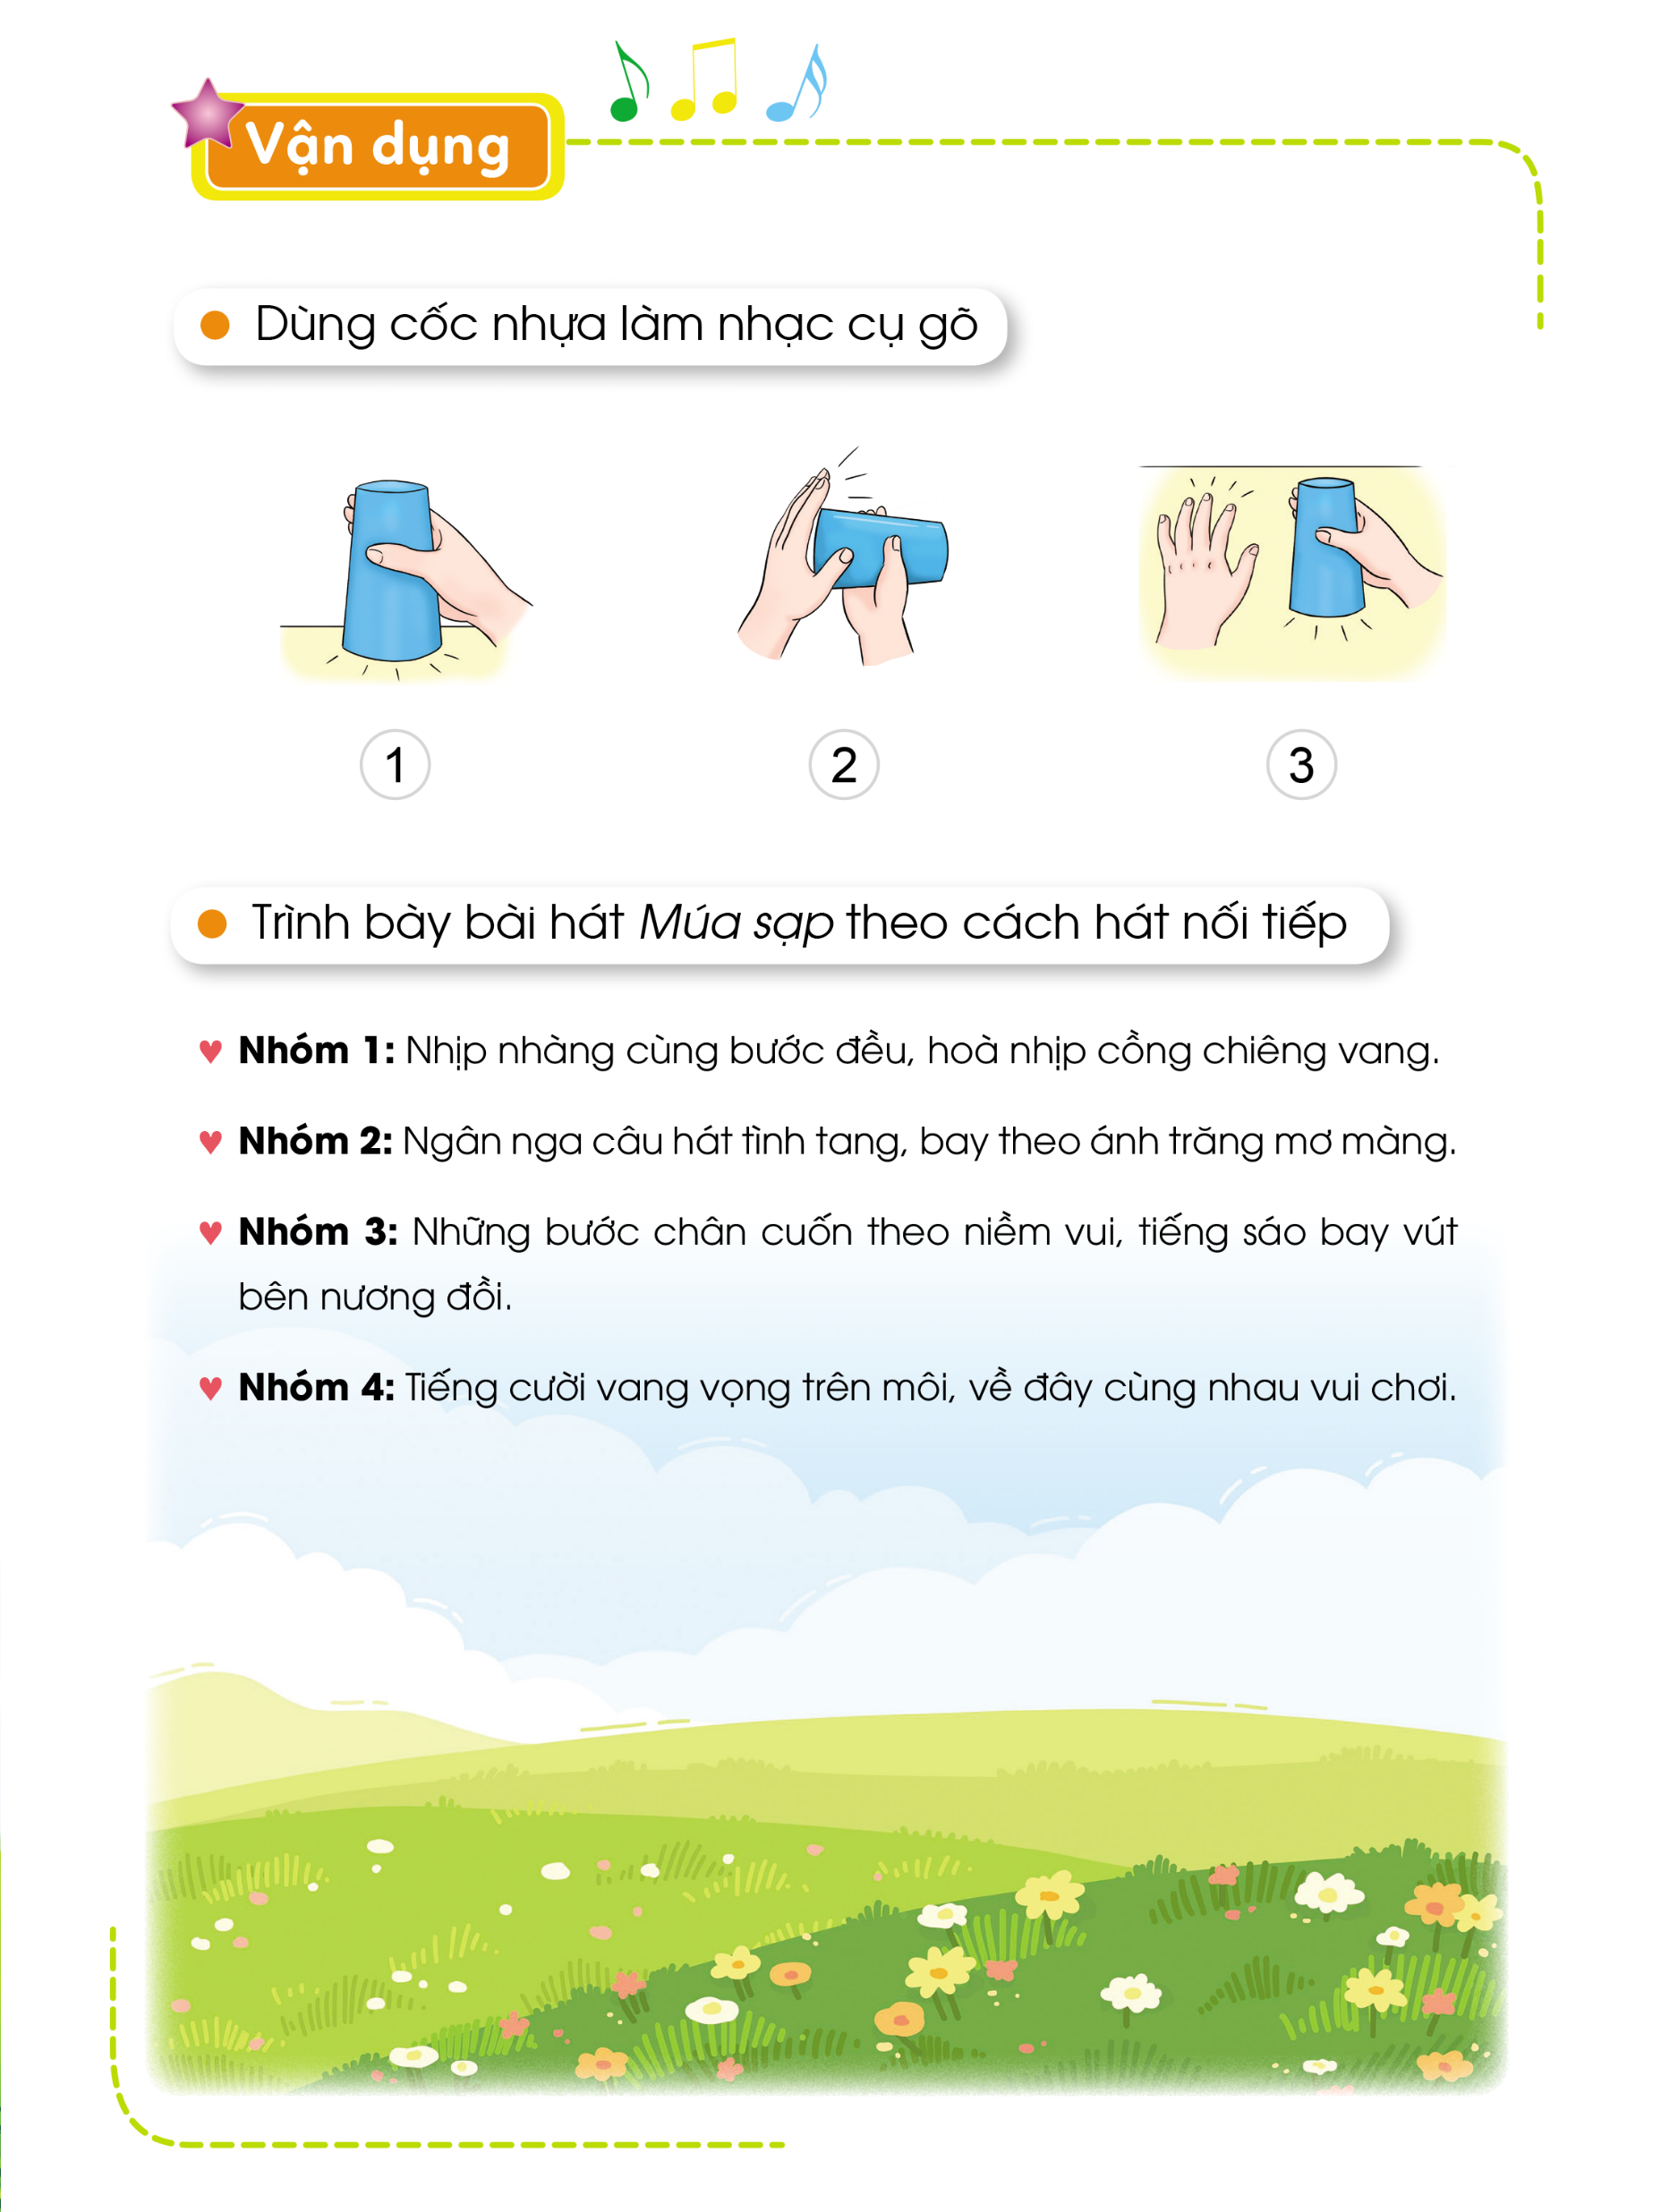 Vận dụng
Dùng cốc nhựa làm nhạc cụ gõ
1
2
3
Trình bày bài hát Múa sạp theo cách hát nối tiếp
Nhóm 1: Nhịp nhàng cùng bước đều, hoà nhịp cồng chiêng vang.
Nhóm 2: Ngân nga câu hát tình tang, bay theo ánh trăng mơ màng.
Nhóm 3: Những bước chân cuốn theo niềm vui, tiếng sáo bay vút
bên nương đồi.
Nhóm 4: Tiếng cười vang vọng trên môi, về đây cùng nhau vui chơi.